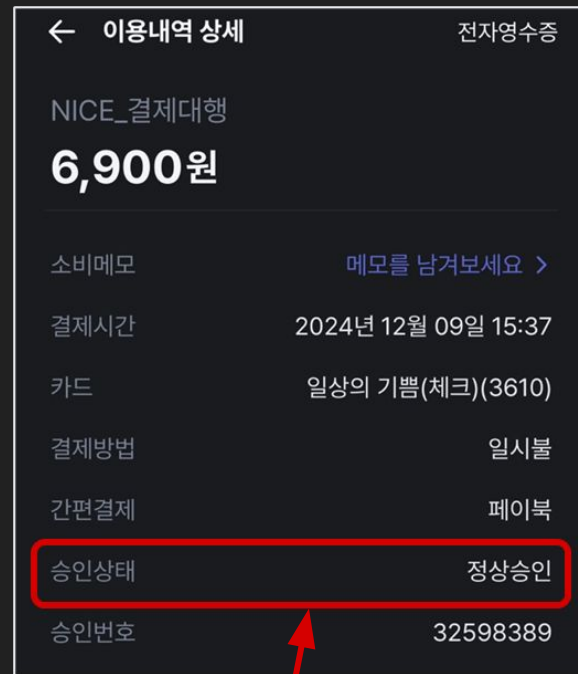 ← 이용내역 상세 전자영수증
NICE_결제대행
6,900원
소비메모 메모를 남겨보세요 >
결제시간 2024년 12월 09일 15:37
카드 일상의 기쁨(체크)(3610)
결제방법 일시불
간편결제 페이북
승인상태 정상승인
승인번호 32598389